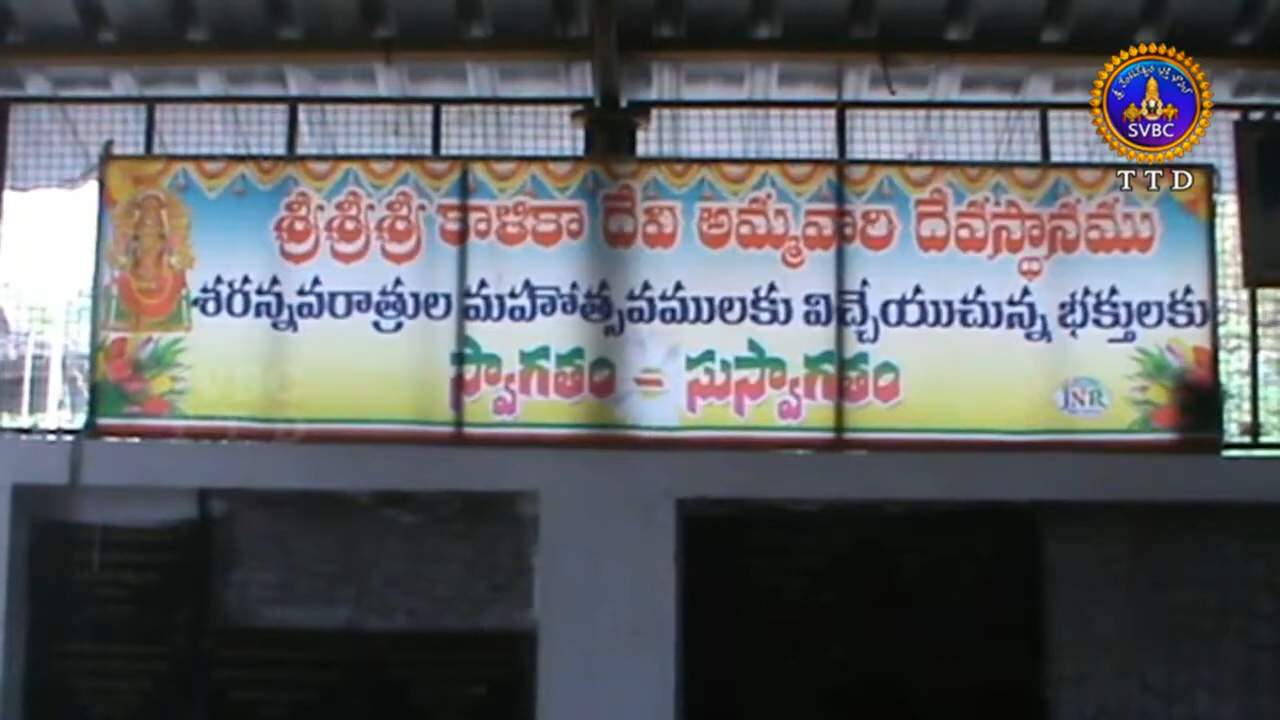 శ్రీశ్రీశ్రీ కాళికా దేవి అమ్మవారి దేవస్థానము
శరన్నవరాత్రుల మహోత్సవములకు విచ్చేయుచున్న భక్తులకు
స్వాగతం = సుస్వాగతం
JNR
SVBC
TTD